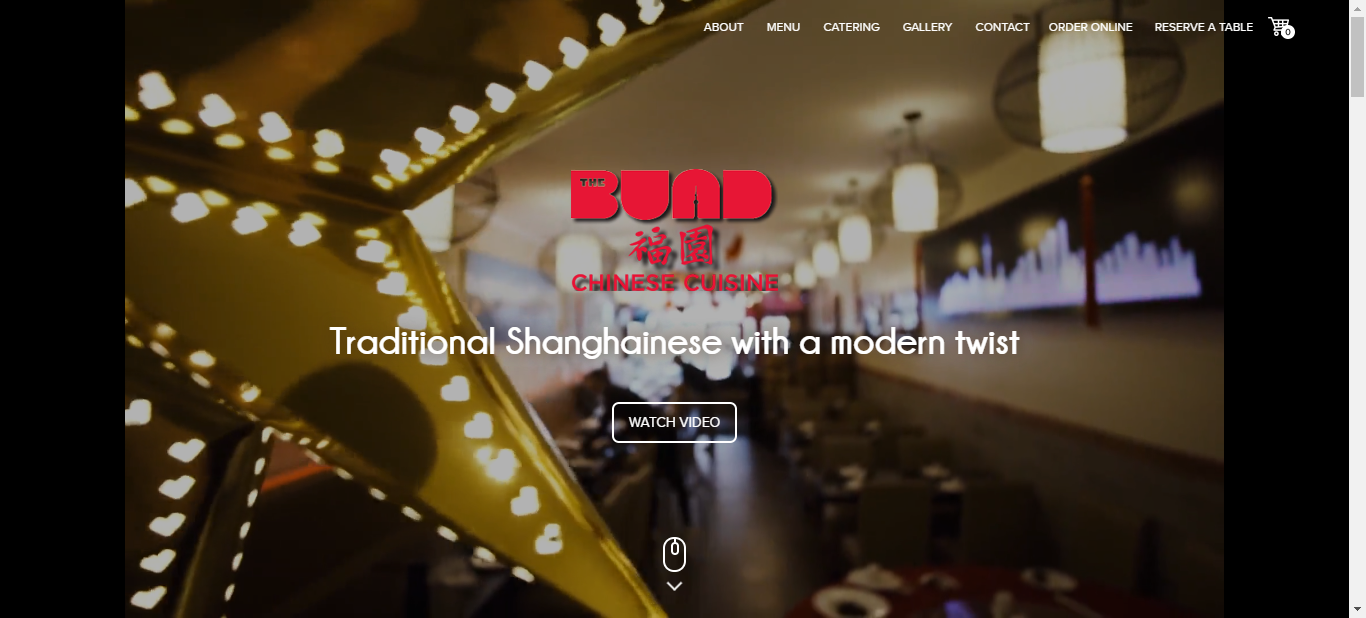 ABOUT MENU CATERING GALLERY CONTACT ORDER ONLINE RESERVE A TABLE 0
THE BUND
福園
CHINESE CUISINE
Traditional Shanghainese with a modern twist
WATCH VIDEO